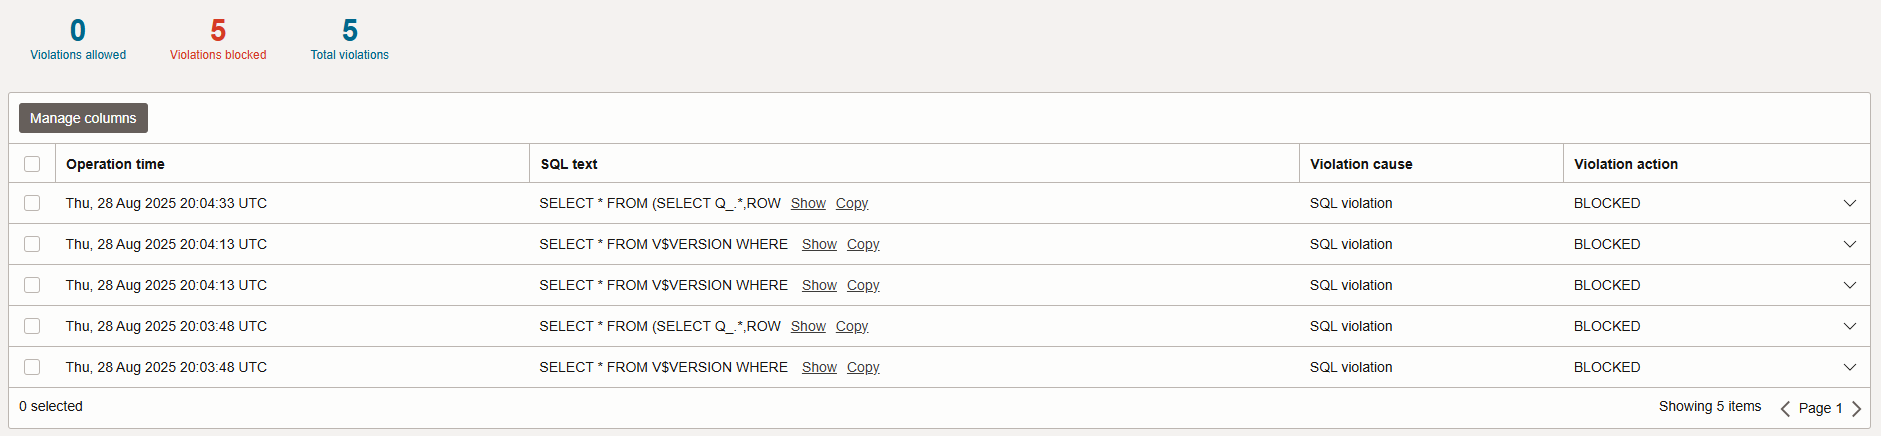 0 5 5
Violations allowed Violations blocked Total violations
Manage columns
Operation time SQL text Violation cause Violation action
Thu, 28 Aug 2025 20:04:33 UTC SELECT * FROM (SELECT Q_.*,ROW Show Copy SQL violation BLOCKED
Thu, 28 Aug 2025 20:04:13 UTC SELECT * FROM V$VERSION WHERE Show Copy SQL violation BLOCKED
Thu, 28 Aug 2025 20:04:13 UTC SELECT * FROM V$VERSION WHERE Show Copy SQL violation BLOCKED
Thu, 28 Aug 2025 20:03:48 UTC SELECT * FROM (SELECT Q_.*,ROW Show Copy SQL violation BLOCKED
Thu, 28 Aug 2025 20:03:48 UTC SELECT * FROM V$VERSION WHERE Show Copy SQL violation BLOCKED
0 selected Showing 5 items Page 1